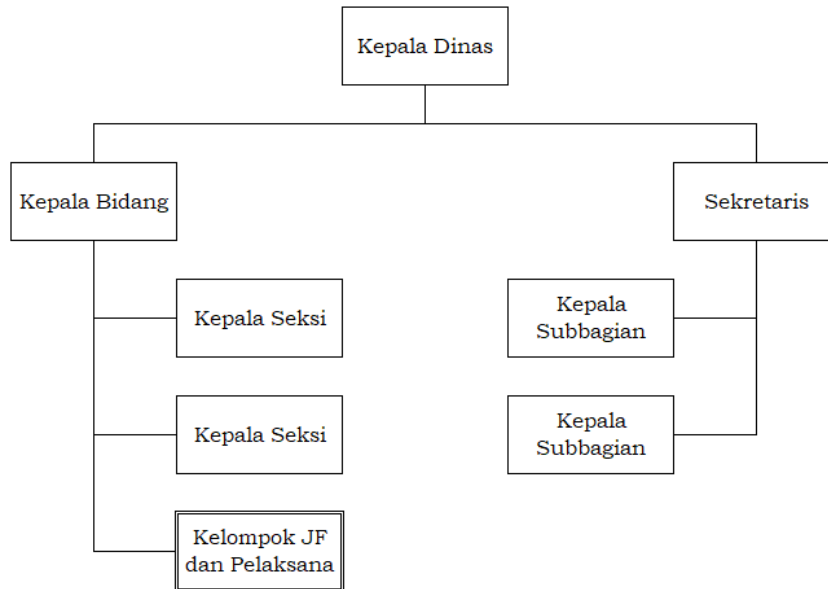 Kepala Dinas
Kepala Bidang
Sekretaris
Kepala Seksi
Kepala
Subbagian
Kepala Seksi
Kepala
Subbagian
Kelompok JF
dan Pelaksana